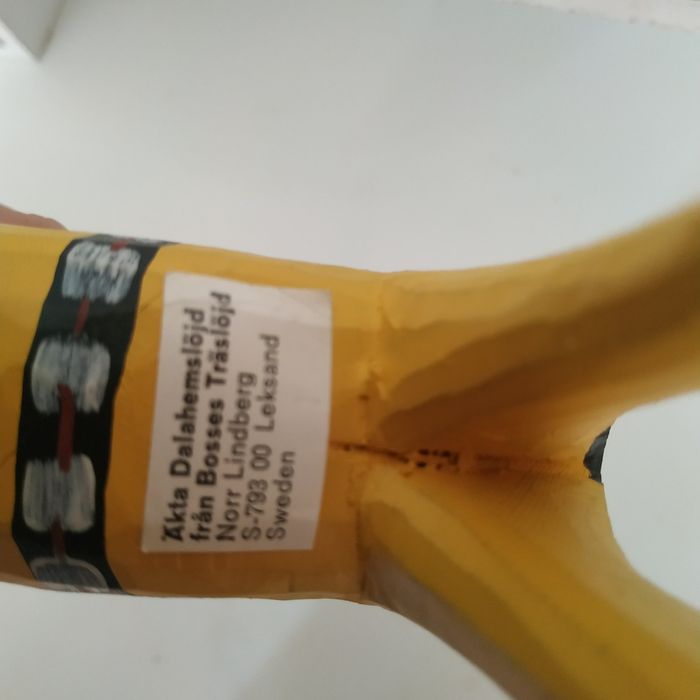 Äkta Dalahemslöjd
från Bosses Träslöjd
Norr Lindberg
S-793 00 Leksand
Sweden